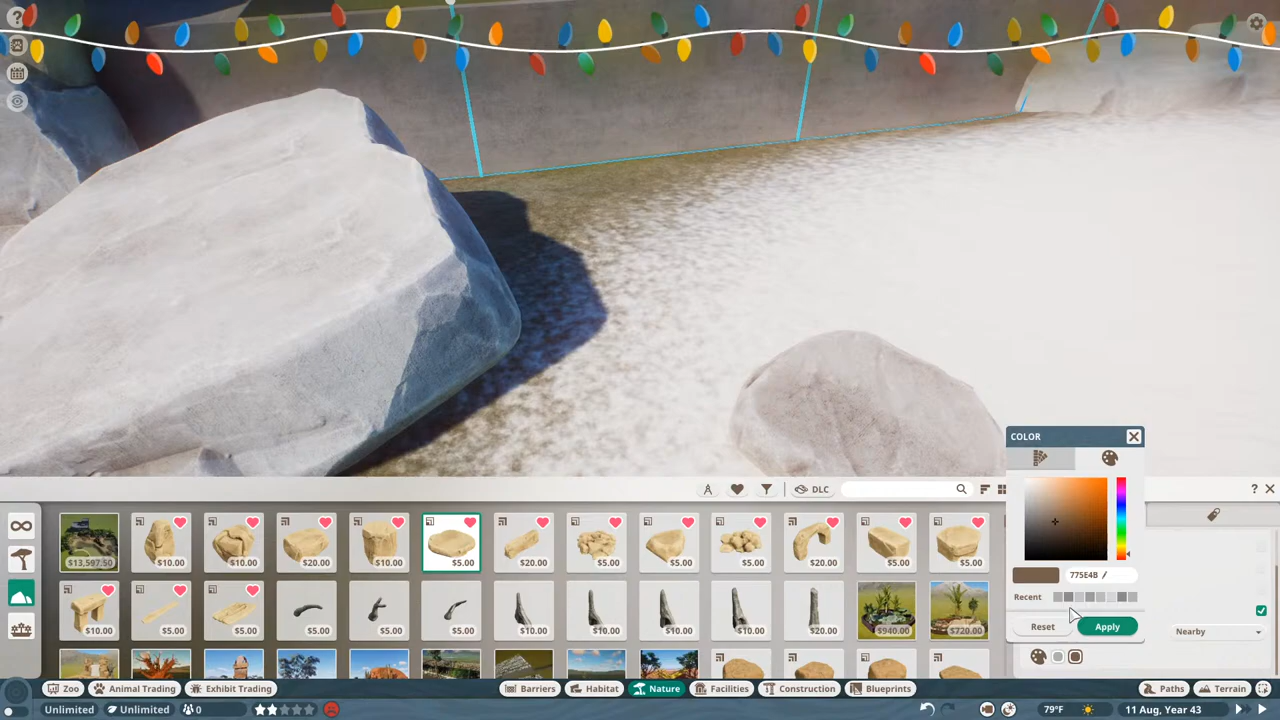 ?
DLC
? ×
COLOR
775E4B /
Recent
Reset
Apply
Nearby
$13,597.50
$10.00
$10.00
$20.00
$10.00
$5.00
$20.00
$5.00
$5.00
$5.00
$20.00
$5.00
$5.00
$10.00
$5.00
$5.00
$5.00
$5.00
$5.00
$10.00
$10.00
$10.00
$10.00
$20.00
$940.00
$720.00
Zoo
Animal Trading
Exhibit Trading
Barriers
Habitat
Nature
Facilities
Construction
Blueprints
Paths
Terrain
Unlimited
Unlimited
0
79°F
11 Aug, Year 43